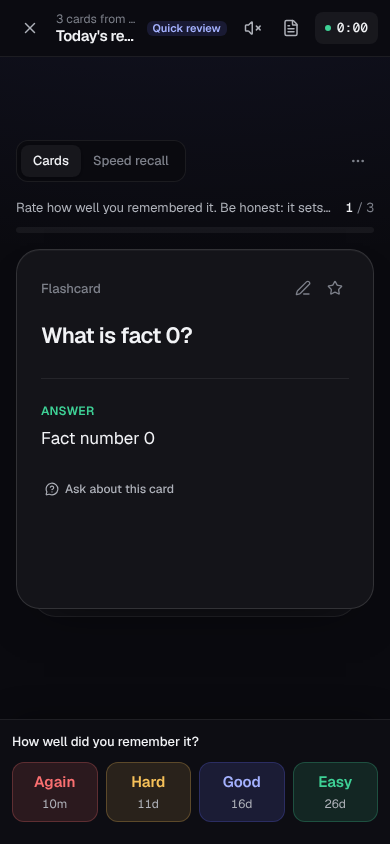 3 cards from …
Today's re…
Quick review
0:00
Cards
Speed recall
Rate how well you remembered it. Be honest: it sets…
1 / 3
Flashcard
What is fact 0?
ANSWER
Fact number 0
Ask about this card
How well did you remember it?
Again
10m
Hard
11d
Good
16d
Easy
26d